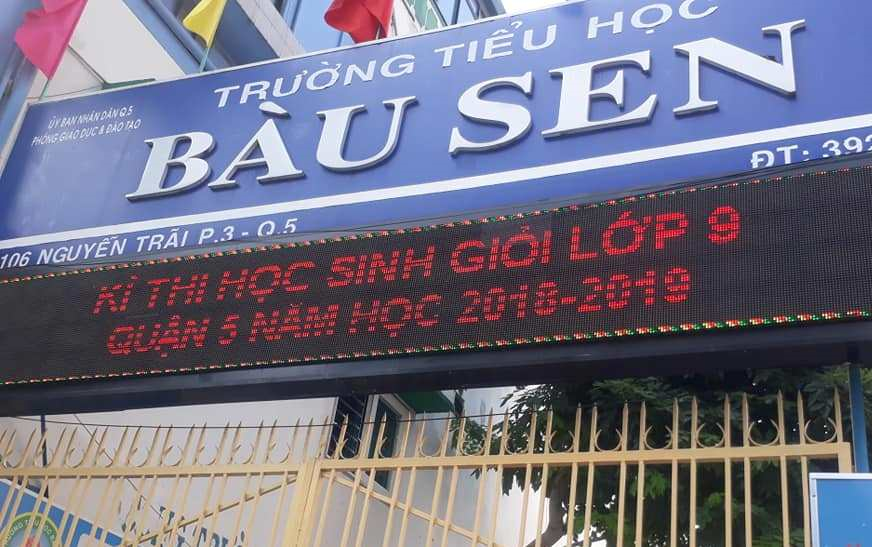 TRƯỜNG TIỂU HỌC
ỦY BAN NHÂN DÂN Q5
PHÒNG GIÁO DỤC & ĐÀO TẠO
BÀU SEN
106 NGUYỄN TRÃI P.3 - Q.5
ĐT: 392
KÌ THI HỌC SINH GIỎI LỚP 9
QUẬN 5 NĂM HỌC 2018-2019